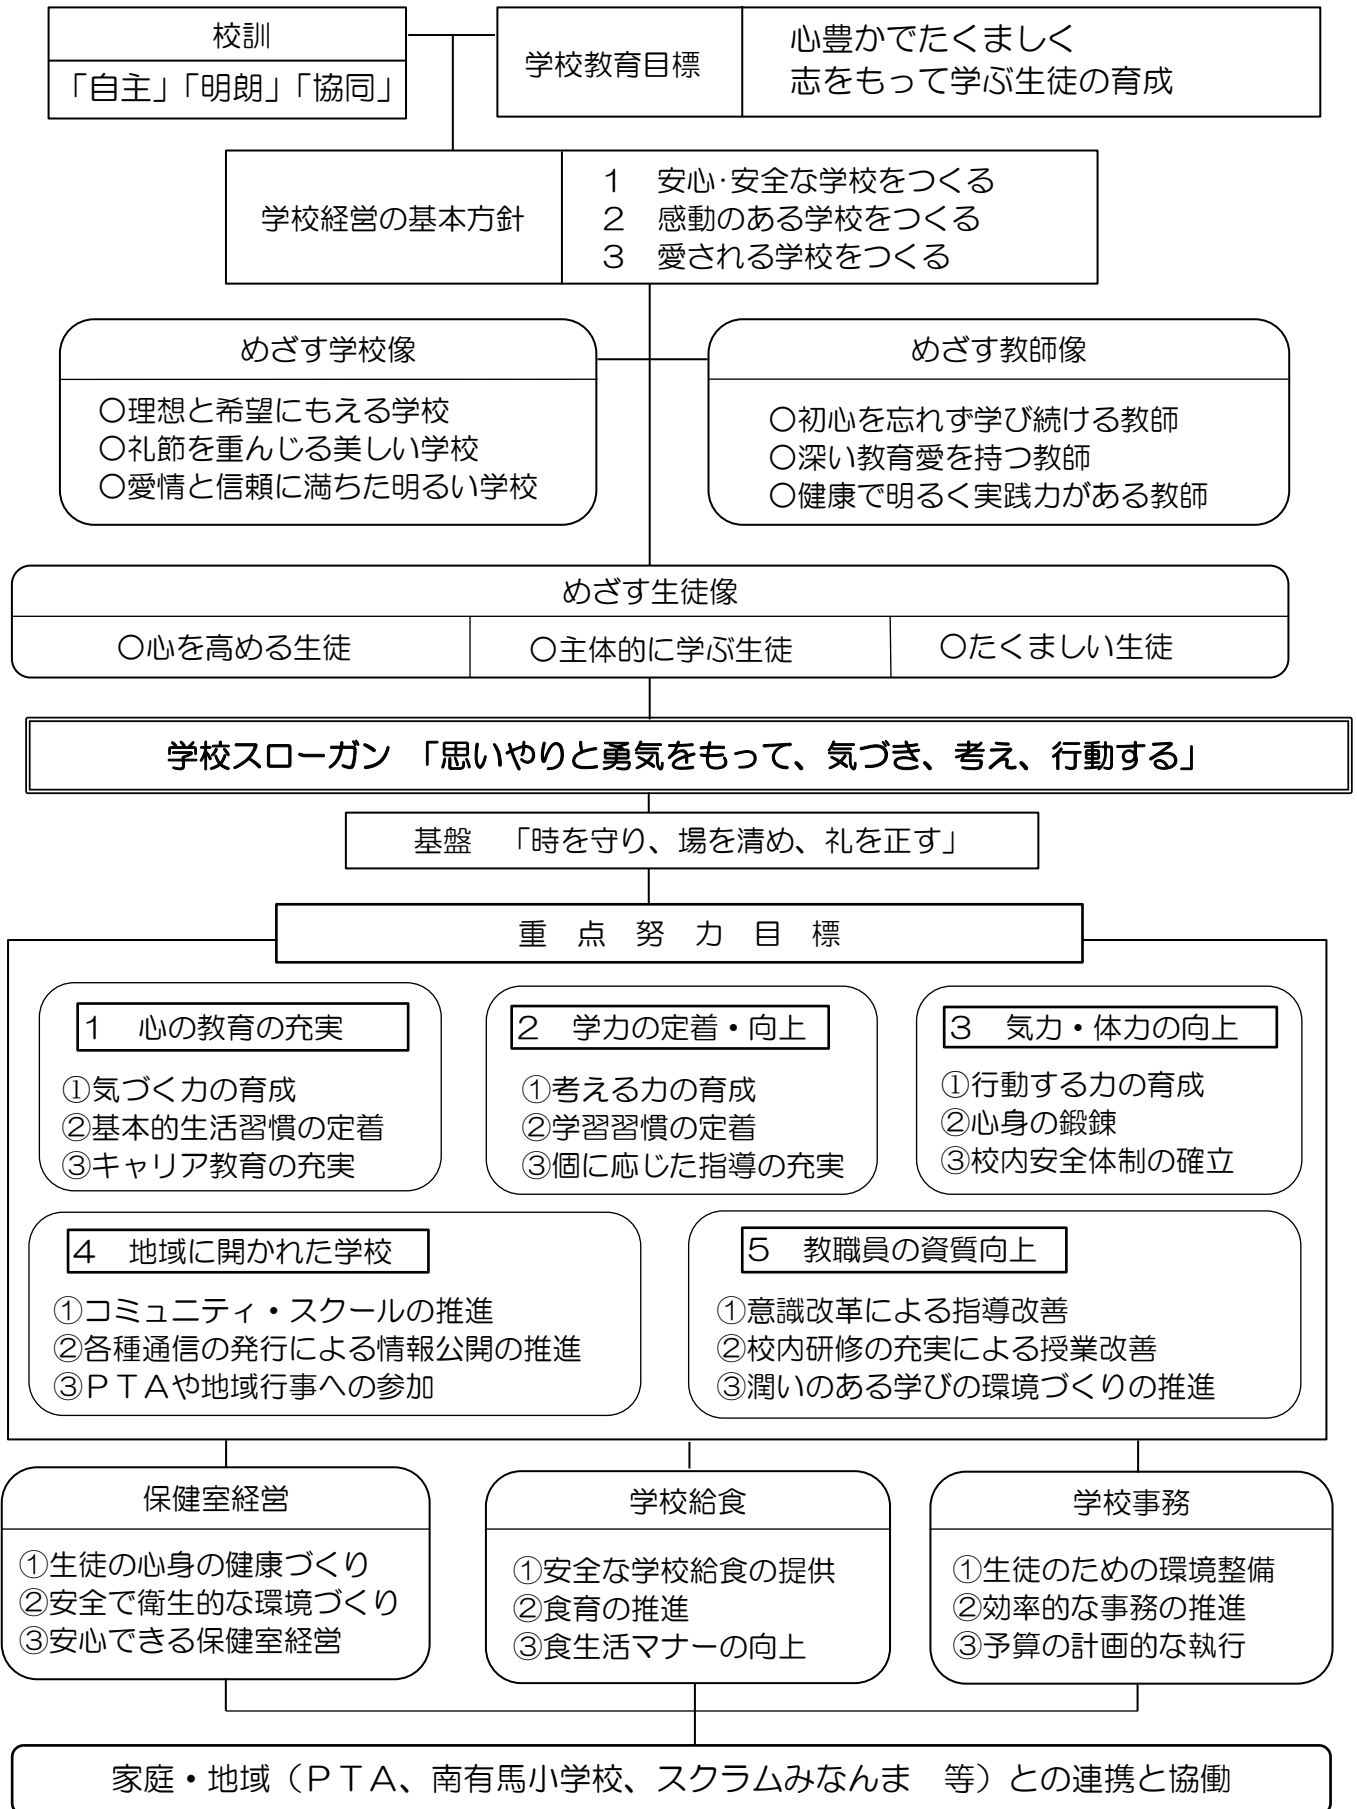 校訓
「自主」「明朗」「協同」
学校教育目標
心豊かでたくましく
志をもって学ぶ生徒の育成
学校経営の基本方針
１　安心・安全な学校をつくる
２　感動のある学校をつくる
３　愛される学校をつくる
めざす学校像
〇理想と希望にもえる学校
〇礼節を重んじる美しい学校
〇愛情と信頼に満ちた明るい学校
めざす教師像
〇初心を忘れず学び続ける教師
〇深い教育愛を持つ教師
〇健康で明るく実践力がある教師
めざす生徒像
〇心を高める生徒
〇主体的に学ぶ生徒
〇たくましい生徒
学校スローガン　「思いやりと勇気をもって、気づき、考え、行動する」
基盤　「時を守り、場を清め、礼を正す」
重　点　努　力　目　標
１　心の教育の充実
①気づく力の育成
②基本的生活習慣の定着
③キャリア教育の充実
２　学力の定着・向上
①考える力の育成
②学習習慣の定着
③個に応じた指導の充実
３　気力・体力の向上
①行動する力の育成
②心身の鍛錬
③校内安全体制の確立
４　地域に開かれた学校
①コミュニティ・スクールの推進
②各種通信の発行による情報公開の推進
③ＰＴＡや地域行事への参加
５　教職員の資質向上
①意識改革による指導改善
②校内研修の充実による授業改善
③潤いのある学びの環境づくりの推進
保健室経営
①生徒の心身の健康づくり
②安全で衛生的な環境づくり
③安心できる保健室経営
学校給食
①安全な学校給食の提供
②食育の推進
③食生活マナーの向上
学校事務
①生徒のための環境整備
②効率的な事務の推進
③予算の計画的な執行
家庭・地域（ＰＴＡ、南有馬小学校、スクラムみなんま　等）との連携と協働